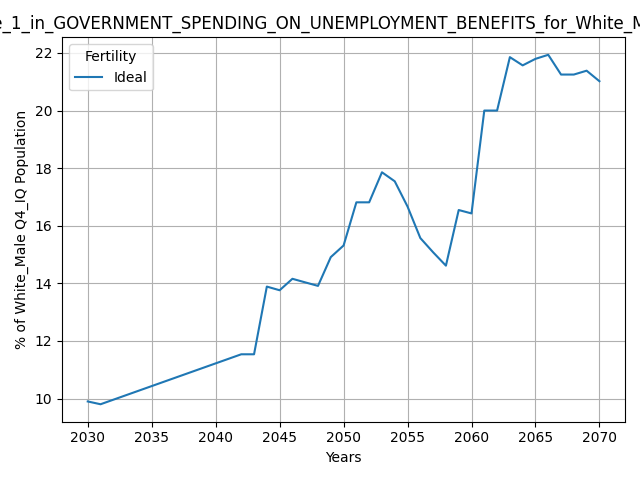 _1_in_GOVERNMENT_SPENDING_ON_UNEMPLOYMENT_BENEFITS_for_White_M
Fertility
Ideal
% of White_Male Q4_IQ Population
22
20
18
16
14
12
10
2030 2035 2040 2045 2050 2055 2060 2065 2070
Years